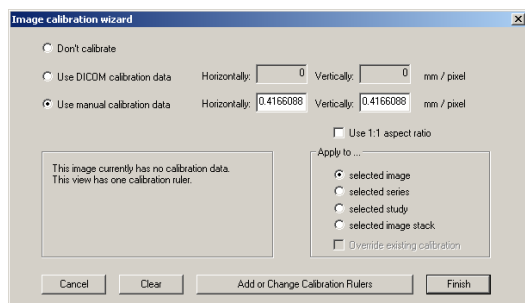 Image calibration wizard
Don't calibrate
Use DICOM calibration data Horizontally: 0 Vertically: 0 mm / pixel
Use manual calibration data Horizontally: 0.4166088 Vertically: 0.4166088 mm / pixel
Use 1:1 aspect ratio
This image currently has no calibration data.
This view has one calibration ruler.
Apply to ...
selected image
selected series
selected study
selected image stack
Override existing calibration
Cancel Clear Add or Change Calibration Rulers Finish